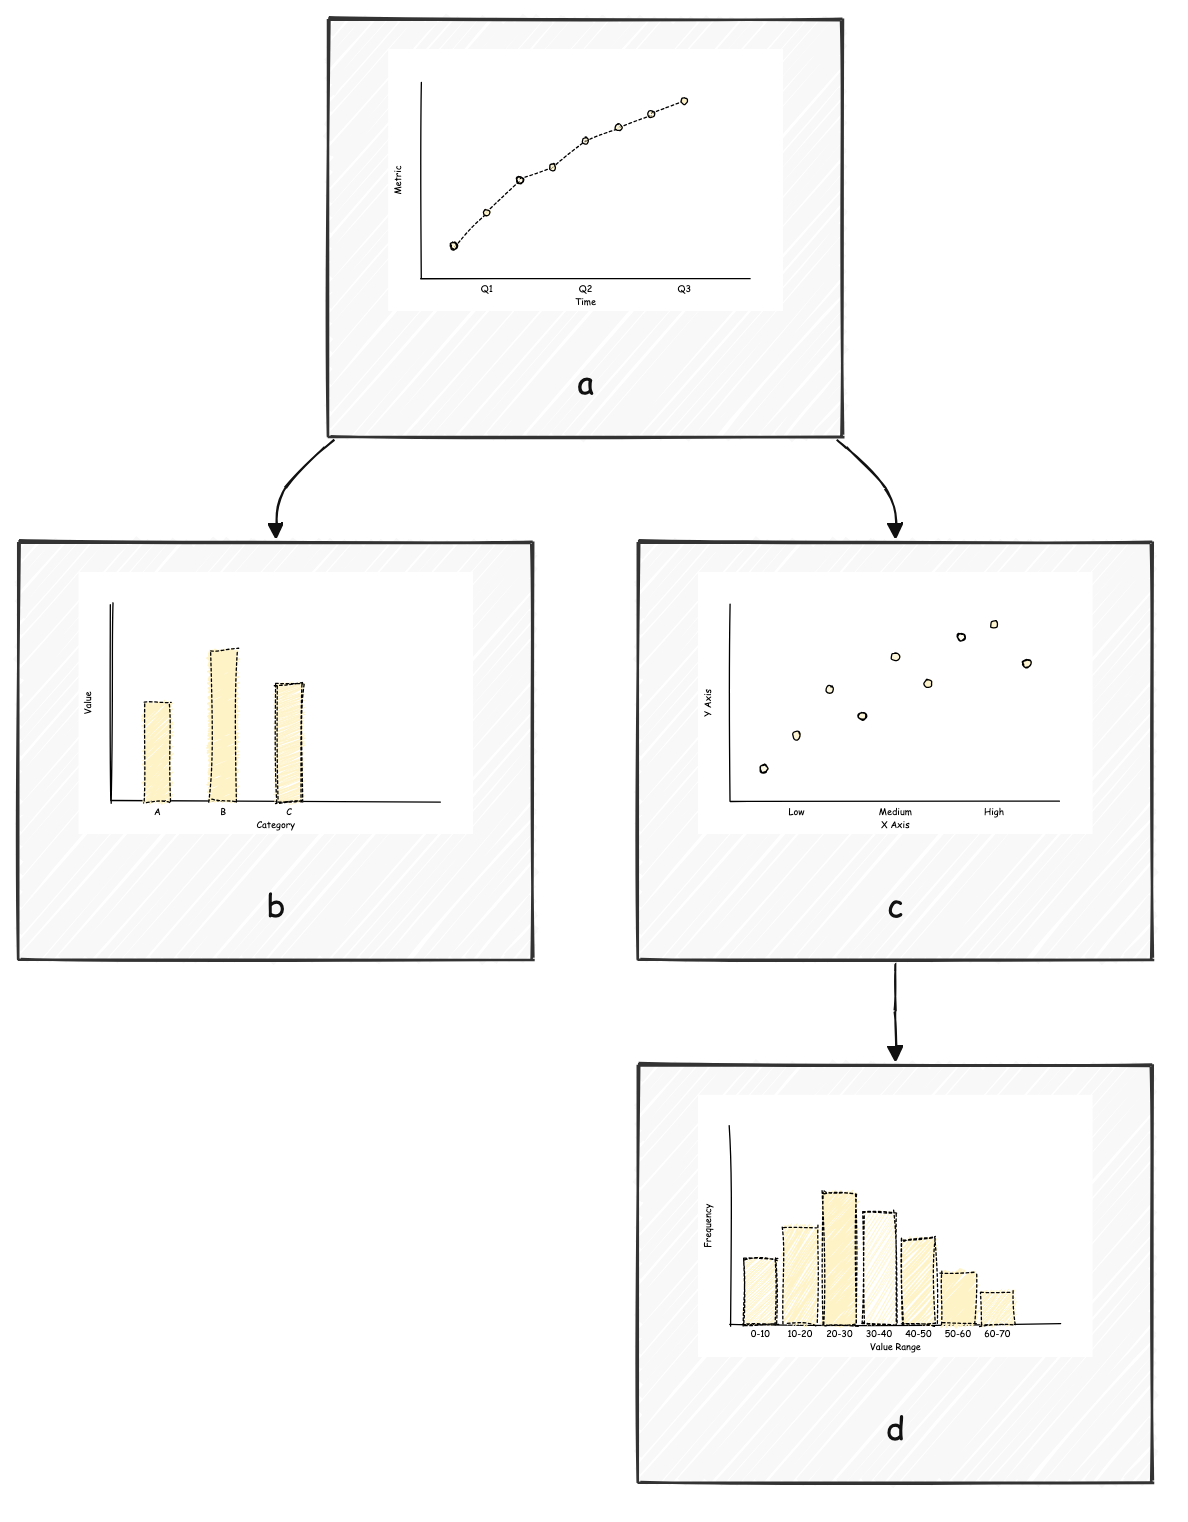 Metric
Q1 Q2 Q3
Time
a
Value
A B C
Category
b
Y Axis
Low Medium High
X Axis
c
Frequency
0-10 10-20 20-30 30-40 40-50 50-60 60-70
Value Range
d